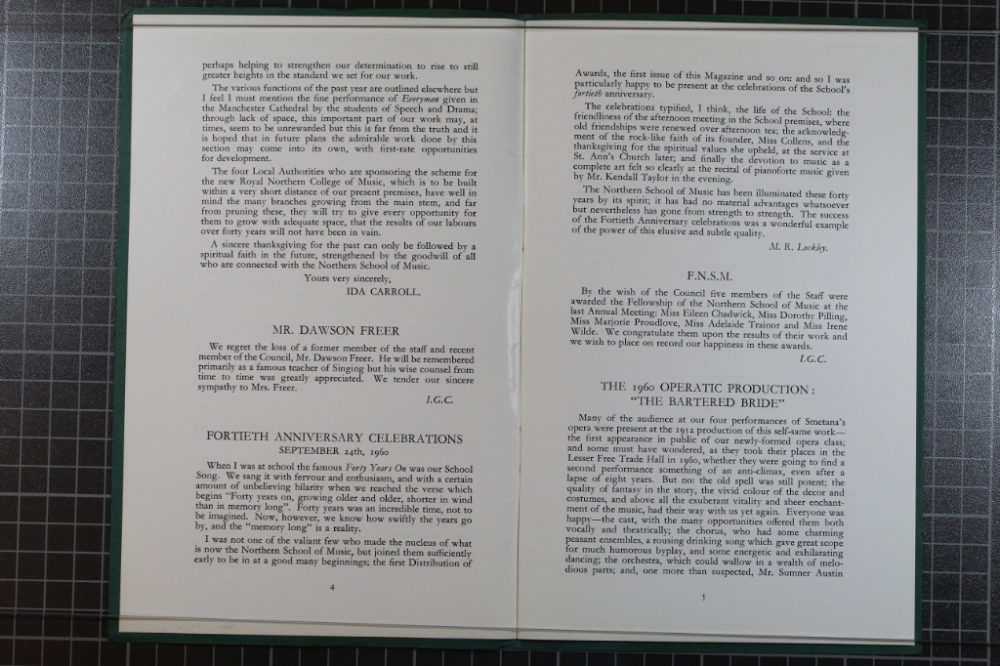 perhaps helping to strengthen our determination to rise to still
greater heights in the standard we set for our work.
The various functions of the past year are outlined elsewhere but
I feel I must mention the fine performance of Everyman given in
the Manchester Cathedral by the students of Speech and Drama;
through lack of space, this important part of our work may, at
times, seem to be unrewarded but this is far from the truth and it
is hoped that in future plans the admirable work done by this
section may come into its own, with first-rate opportunities
for development.
The four Local Authorities who are sponsoring the scheme for
the new Royal Northern College of Music, which is to be built
within a very short distance of our present premises, have well in
mind the many branches growing from the main stem, and far
from pruning these, they will try to give every opportunity for
them to grow with adequate space, that the results of our labours
over forty years will not have been in vain.
A sincere thanksgiving for the past can only be followed by a
spiritual faith in the future, strengthened by the goodwill of all
who are connected with the Northern School of Music.
Yours very sincerely,
IDA CARROLL.
MR. DAWSON FREER
We regret the loss of a former member of the staff and recent
member of the Council, Mr. Dawson Freer. He will be remembered
primarily as a famous teacher of Singing but his wise counsel from
time to time was greatly appreciated. We tender our sincere
sympathy to Mrs. Freer.
I.G.C.
FORTIETH ANNIVERSARY CELEBRATIONS
SEPTEMBER 24th, 1960
When I was at school the famous Forty Years On was our School
Song. We sang it with fervour and enthusiasm, and with a certain
amount of unbelieving hilarity when we reached the verse which
begins "Forty years on, growing older and older, shorter in wind
than in memory long". Forty years was an incredible time, not to
be imagined. Now, however, we know how swiftly the years go
by, and the "memory long" is a reality.
I was not one of the valiant few who made the nucleus of what
is now the Northern School of Music, but joined them sufficiently
early to be in at a good many beginnings; the first Distribution of
4
Awards, the first issue of this Magazine and so on: and so I was
particularly happy to be present at the celebrations of the School's
fortieth anniversary.
The celebrations typified, I think, the life of the School: the
friendliness of the afternoon meeting in the School premises, where
old friendships were renewed over afternoon tea; the acknowledg-
ment of the rock-like faith of its founder, Miss Collens, and the
thanksgiving for the spiritual values she upheld, at the service at
St. Ann's Church later; and finally the devotion to music as a
complete art felt so clearly at the recital of pianoforte music given
by Mr. Kendall Taylor in the evening.
The Northern School of Music has been illuminated these forty
years by its spirit; it has had no material advantages whatsoever
but nevertheless has gone from strength to strength. The success
of the Fortieth Anniversary celebrations was a wonderful example
of the power of this elusive and subtle quality.
M. R. Lockley.
F.N.S.M.
By the wish of the Council five members of the Staff were
awarded the Fellowship of the Northern School of Music at the
last Annual Meeting: Miss Eileen Chadwick, Miss Dorothy Pilling,
Miss Marjorie Proudlove, Miss Adelaide Trainor and Miss Irene
Wilde. We congratulate them upon the results of their work and
we wish to place on record our happiness in these awards.
I.G.C.
THE 1960 OPERATIC PRODUCTION:
"THE BARTERED BRIDE"
Many of the audience at our four performances of Smetana's
opera were present at the 1952 production of this self-same work—
the first appearance in public of our newly-formed opera class;
and some must have wondered, as they took their places in the
Lesser Free Trade Hall in 1960, whether they were going to find a
second performance something of an anti-climax, even after a
lapse of eight years. But no: the old spell was still potent; the
quality of fantasy in the story, the vivid colour of the decor and
costumes, and above all the exuberant vitality and sheer enchant-
ment of the music, had their way with us yet again. Everyone was
happy—the cast, with the many opportunities offered them both
vocally and theatrically; the chorus, who had some charming
peasant ensembles, a rousing drinking song which gave great scope
for much humorous byplay, and some energetic and exhilarating
dancing; the orchestra, which could wallow in a wealth of melo-
dious parts; and, one more than suspected, Mr. Sumner Austin
5